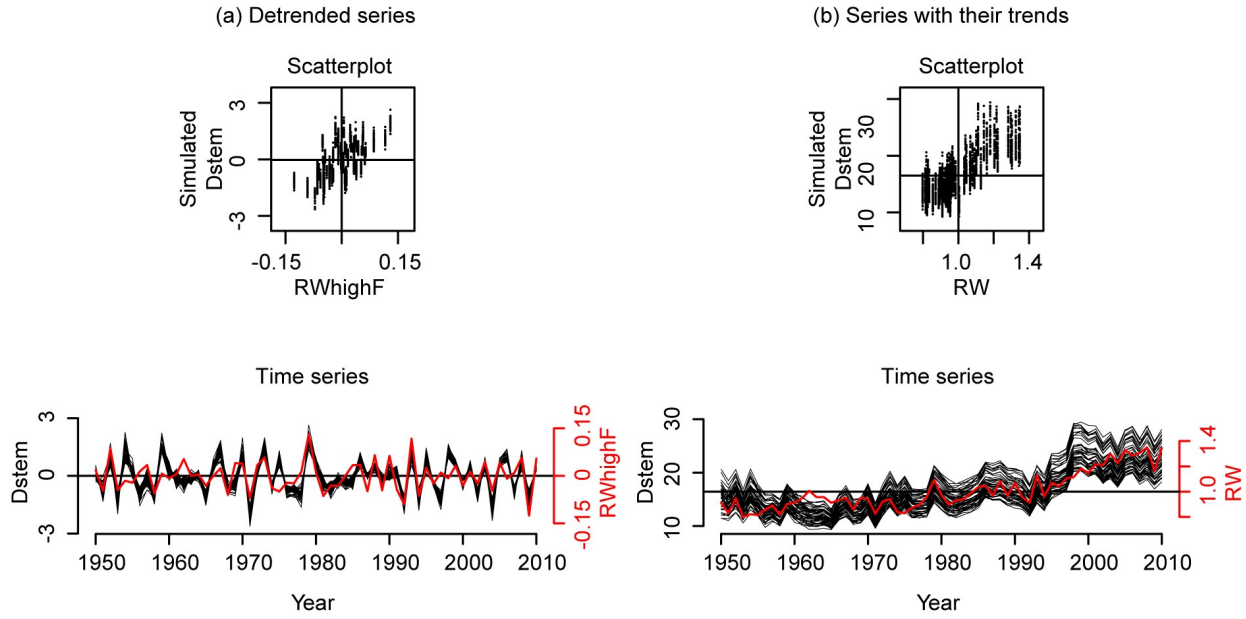 (a) Detrended series
Scatterplot
Simulated
Dstem
3
0
-3
-0.15
0.15
RWhighF
Time series
Dstem
3
0
-3
1950
1960
1970
1980
1990
2000
2010
Year
0.15
0
-0.15
RWhighF
(b) Series with their trends
Scatterplot
Simulated
Dstem
30
20
10
1.0
1.4
RW
Time series
Dstem
30
20
10
1950
1960
1970
1980
1990
2000
2010
Year
1.4
1.0
RW